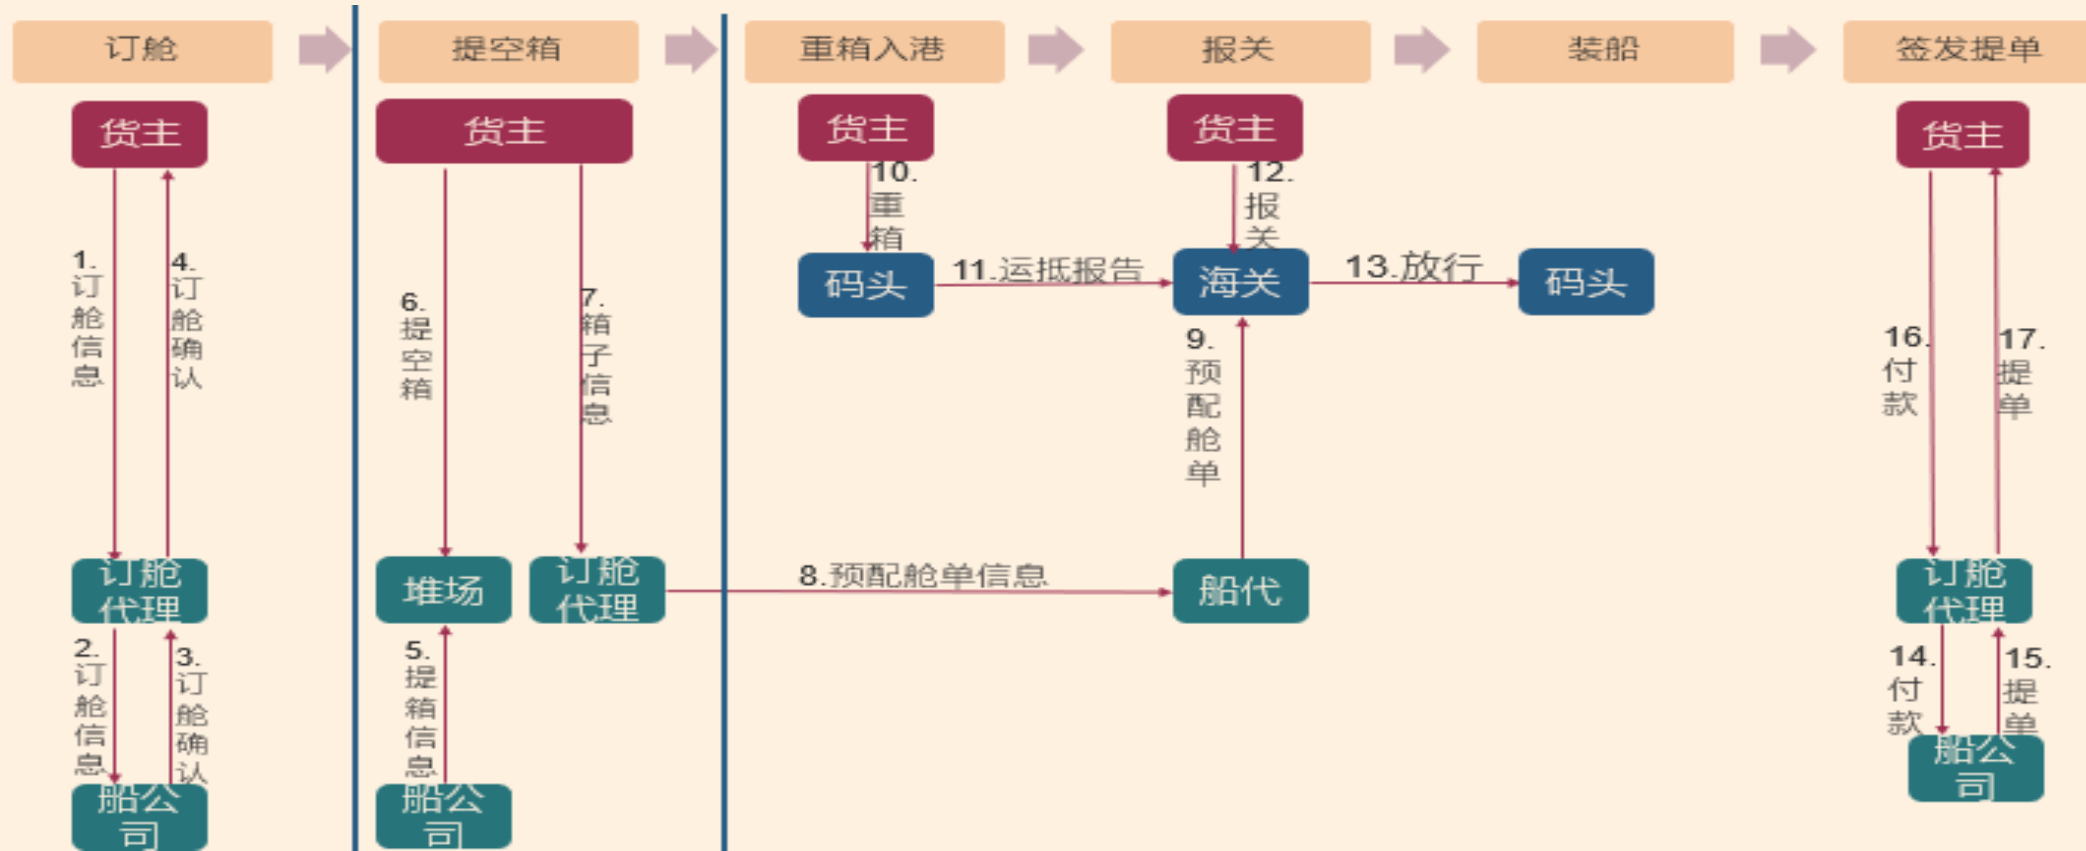 订舱
提空箱
重箱入港
报关
装船
签发提单
货主
1.
订
舱
信
息
4.
订
舱
确
认
订舱
代理
2.
订
舱
信
息
3.
订
舱
确
认
船公
司
货主
6.
提
空
箱
7.
箱
子
信
息
堆场
订舱
代理
5.
提
箱
信
息
船公
司
货主
10.
重
箱
码头
11.运抵报告
8.预配舱单信息
货主
12.
报
关
海关
13.放行
码头
9.
预
配
舱
单
船代
货主
16.
付
款
17.
提
单
订舱
代理
14.
付
款
15.
提
单
船公
司